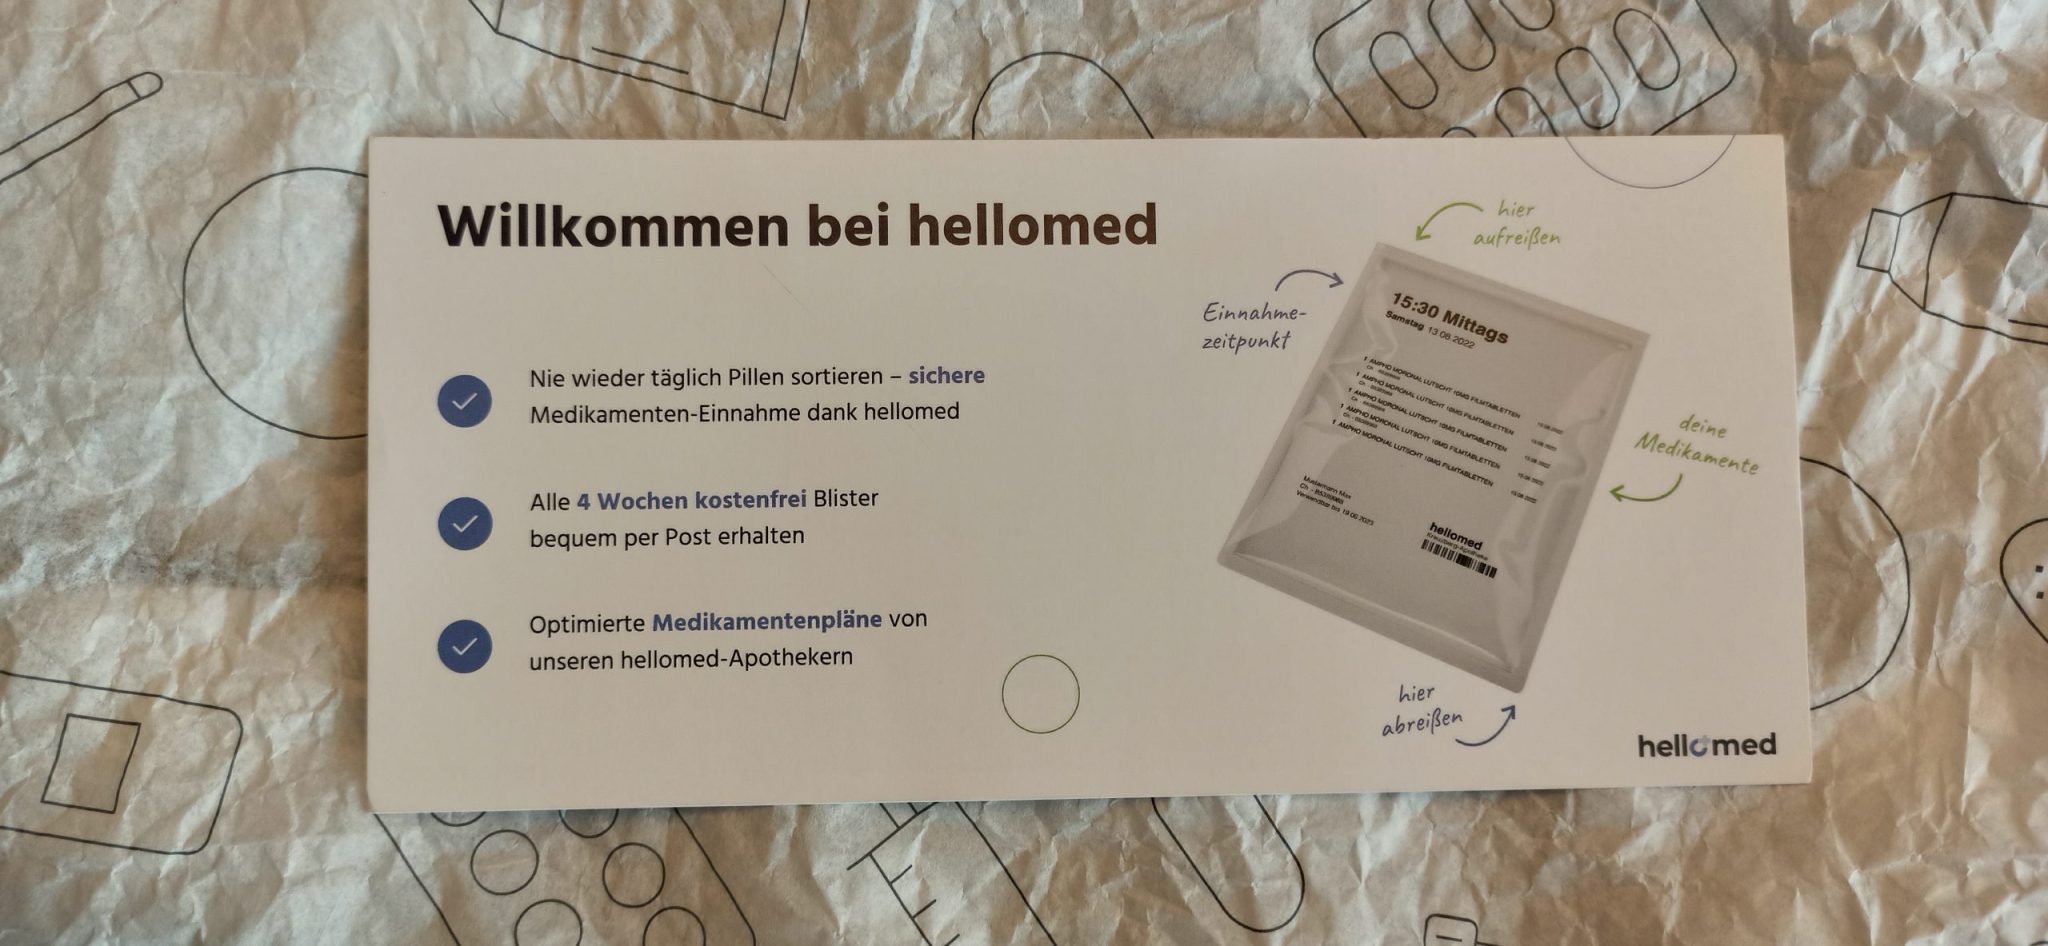 Willkommen bei hellomed
Nie wieder täglich Pillen sortieren – sichere
Medikamenten-Einnahme dank hellomed
Alle 4 Wochen kostenfrei Blister
bequem per Post erhalten
Optimierte Medikamentenpläne von
unseren hellomed-Apothekern
hier
aufreißen
Einnahme-
zeitpunkt
15:30 Mittags
Samstag 13.08.2022
1 AMPHO MORONAL LUTSCHT 10MG FILMTABLETTEN
1 AMPHO MORONAL LUTSCHT 10MG FILMTABLETTEN
1 AMPHO MORONAL LUTSCHT 10MG FILMTABLETTEN
1 AMPHO MORONAL LUTSCHT 10MG FILMTABLETTEN
1 AMPHO MORONAL LUTSCHT 10MG FILMTABLETTEN
Mustermann Max
Verwendbar bis 19.06.2023
hellomed
Kreuzberg-Apotheke
deine
Medikamente
hier
abreißen
hellomed